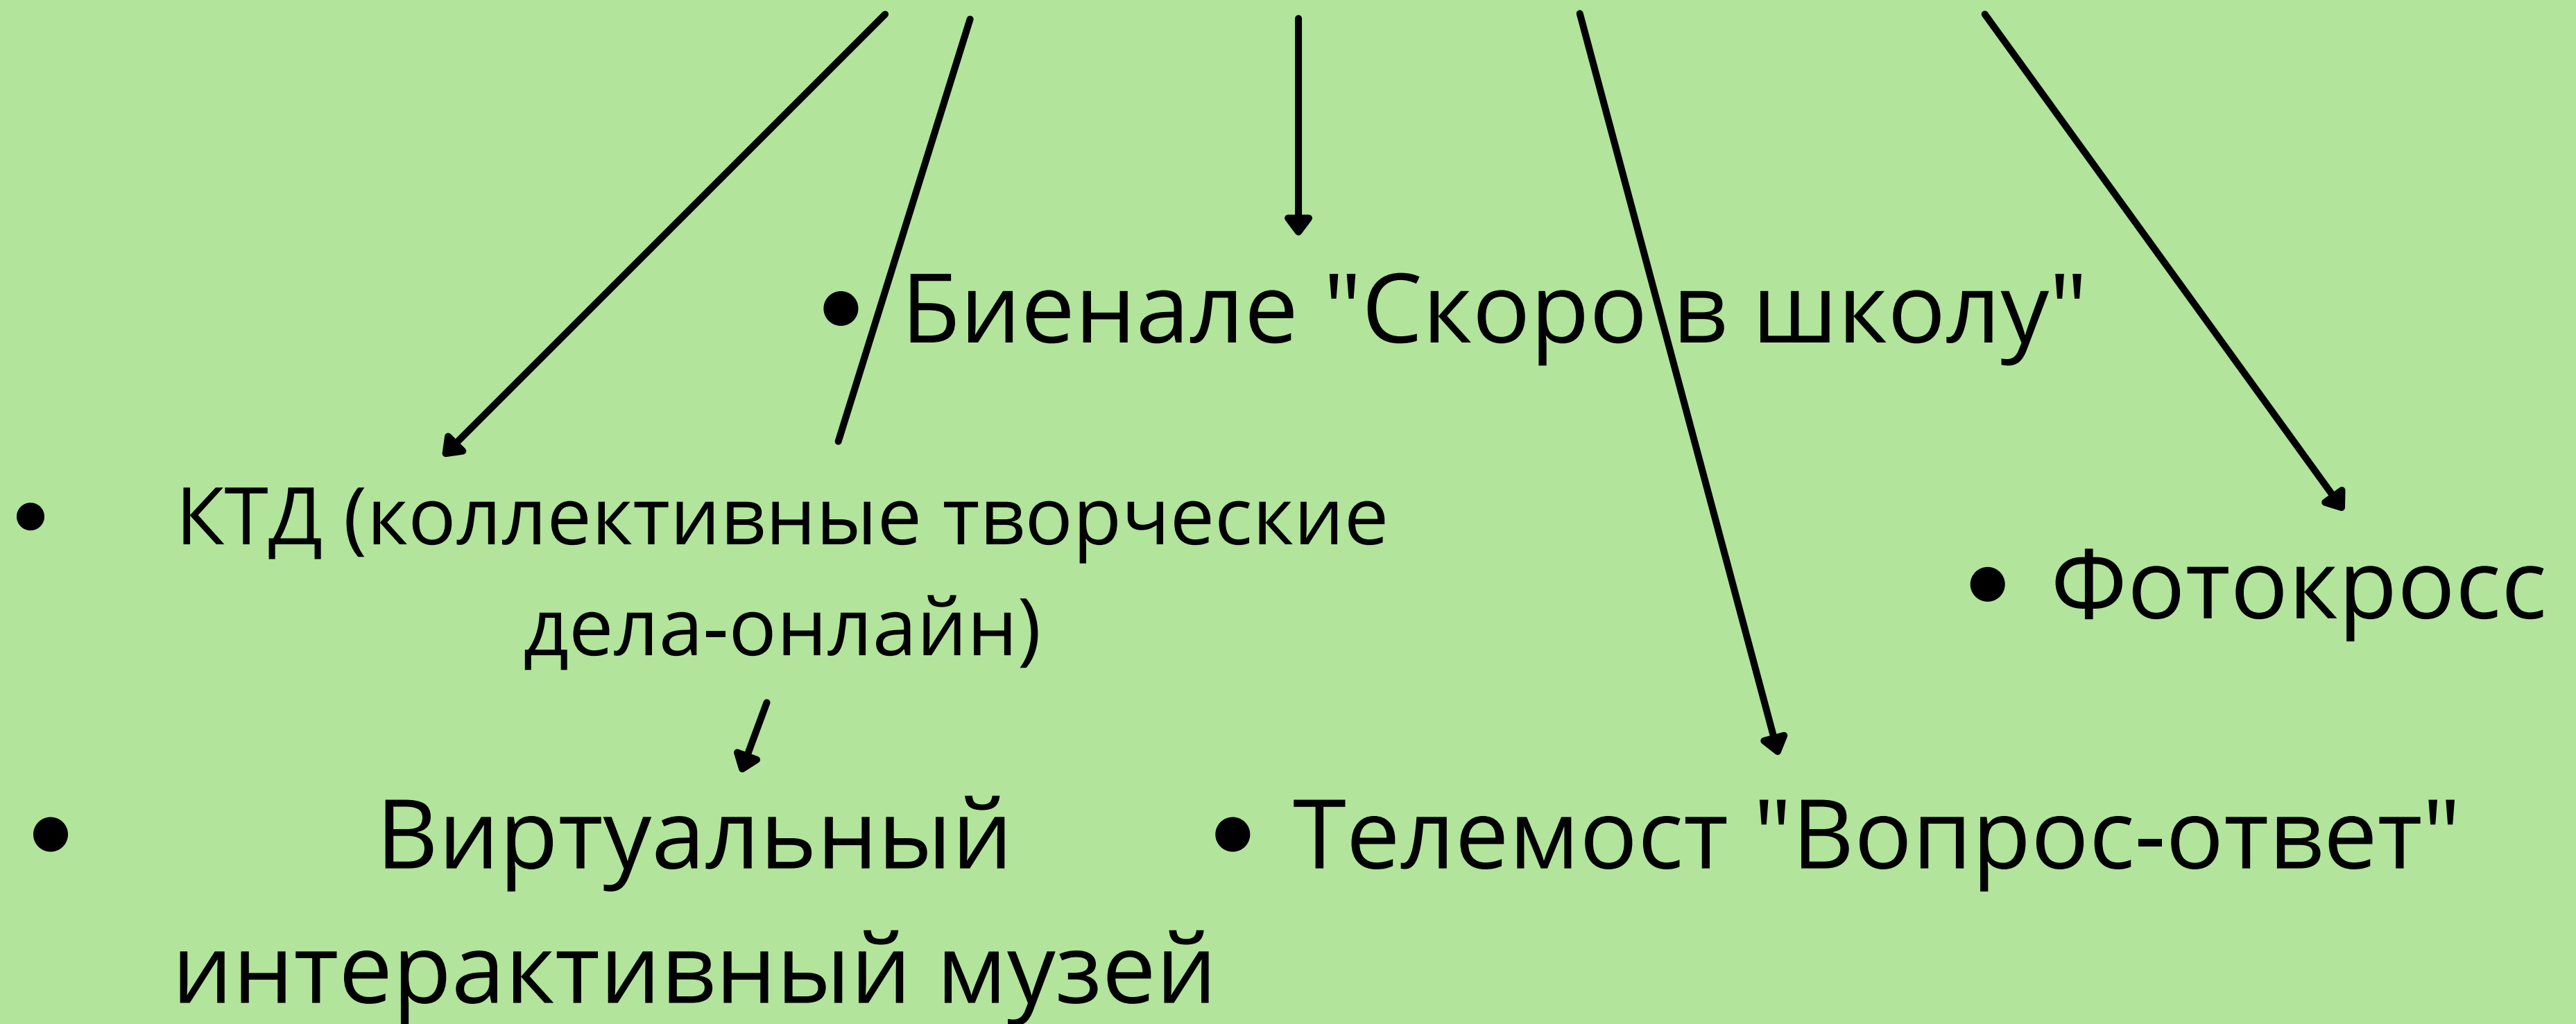 • Биенале "Скоро в школу"
• КТД (коллективные творческие
дела-онлайн)
• Фотокросс
• Виртуальный
интерактивный музей
• Телемост "Вопрос-ответ"